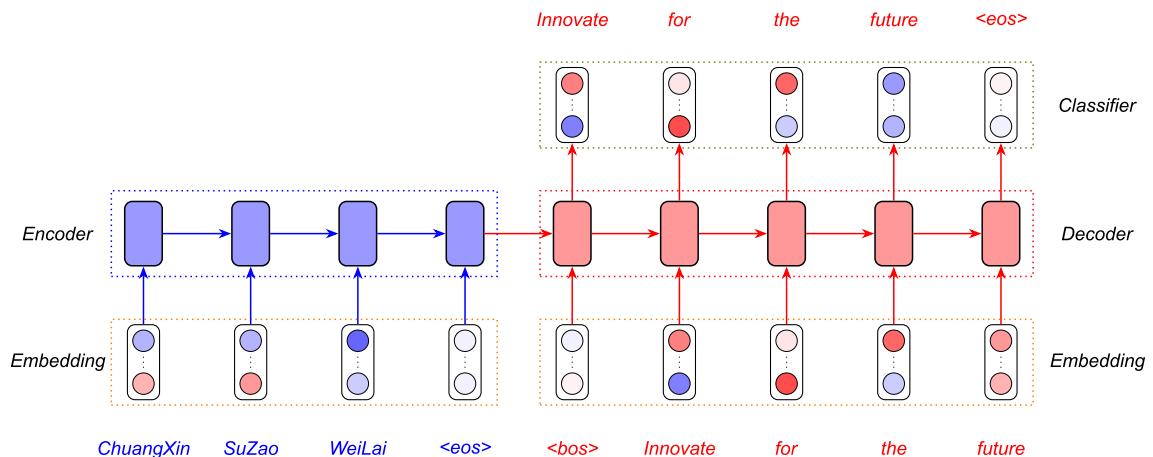 Innovate for the future <eos>
Classifier
Encoder
Decoder
Embedding
Embedding
ChuangXin SuZao WeiLai <eos> <bos> Innovate for the future